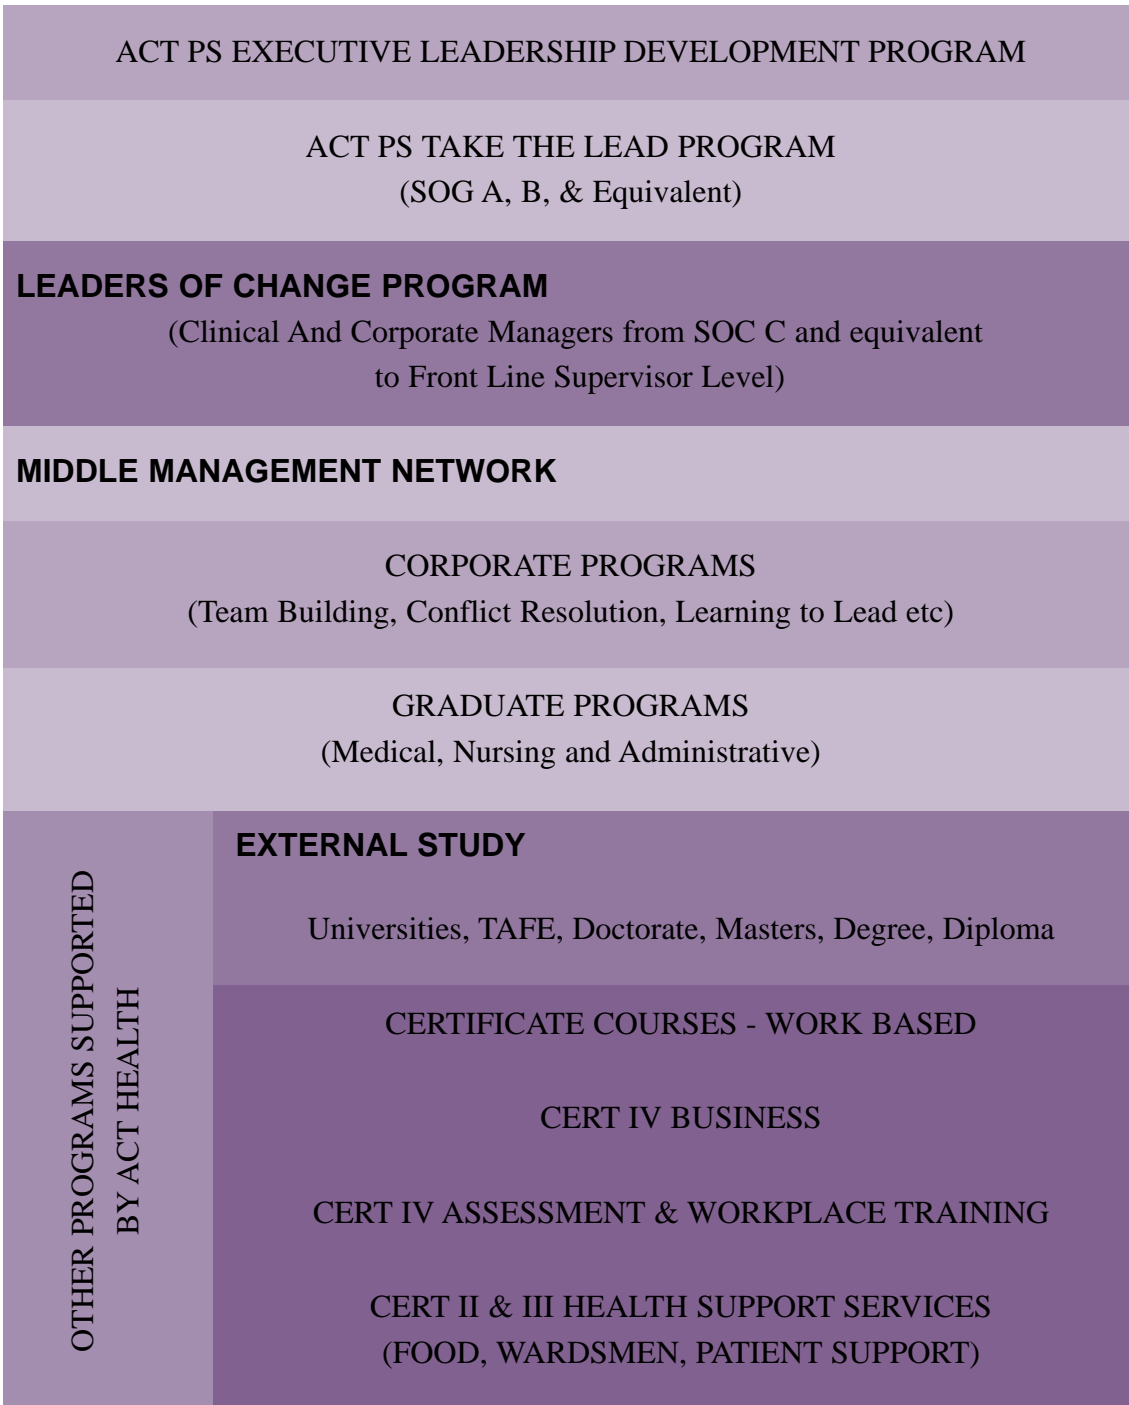 ACT PS EXECUTIVE LEADERSHIP DEVELOPMENT PROGRAM
ACT PS TAKE THE LEAD PROGRAM
(SOG A, B, & Equivalent)
LEADERS OF CHANGE PROGRAM
(Clinical And Corporate Managers from SOC C and equivalent
to Front Line Supervisor Level)
MIDDLE MANAGEMENT NETWORK
CORPORATE PROGRAMS
(Team Building, Conflict Resolution, Learning to Lead etc)
GRADUATE PROGRAMS
(Medical, Nursing and Administrative)
OTHER PROGRAMS SUPPORTED
BY ACT HEALTH
EXTERNAL STUDY
Universities, TAFE, Doctorate, Masters, Degree, Diploma
CERTIFICATE COURSES - WORK BASED
CERT IV BUSINESS
CERT IV ASSESSMENT & WORKPLACE TRAINING
CERT II & III HEALTH SUPPORT SERVICES
(FOOD, WARDSMEN, PATIENT SUPPORT)